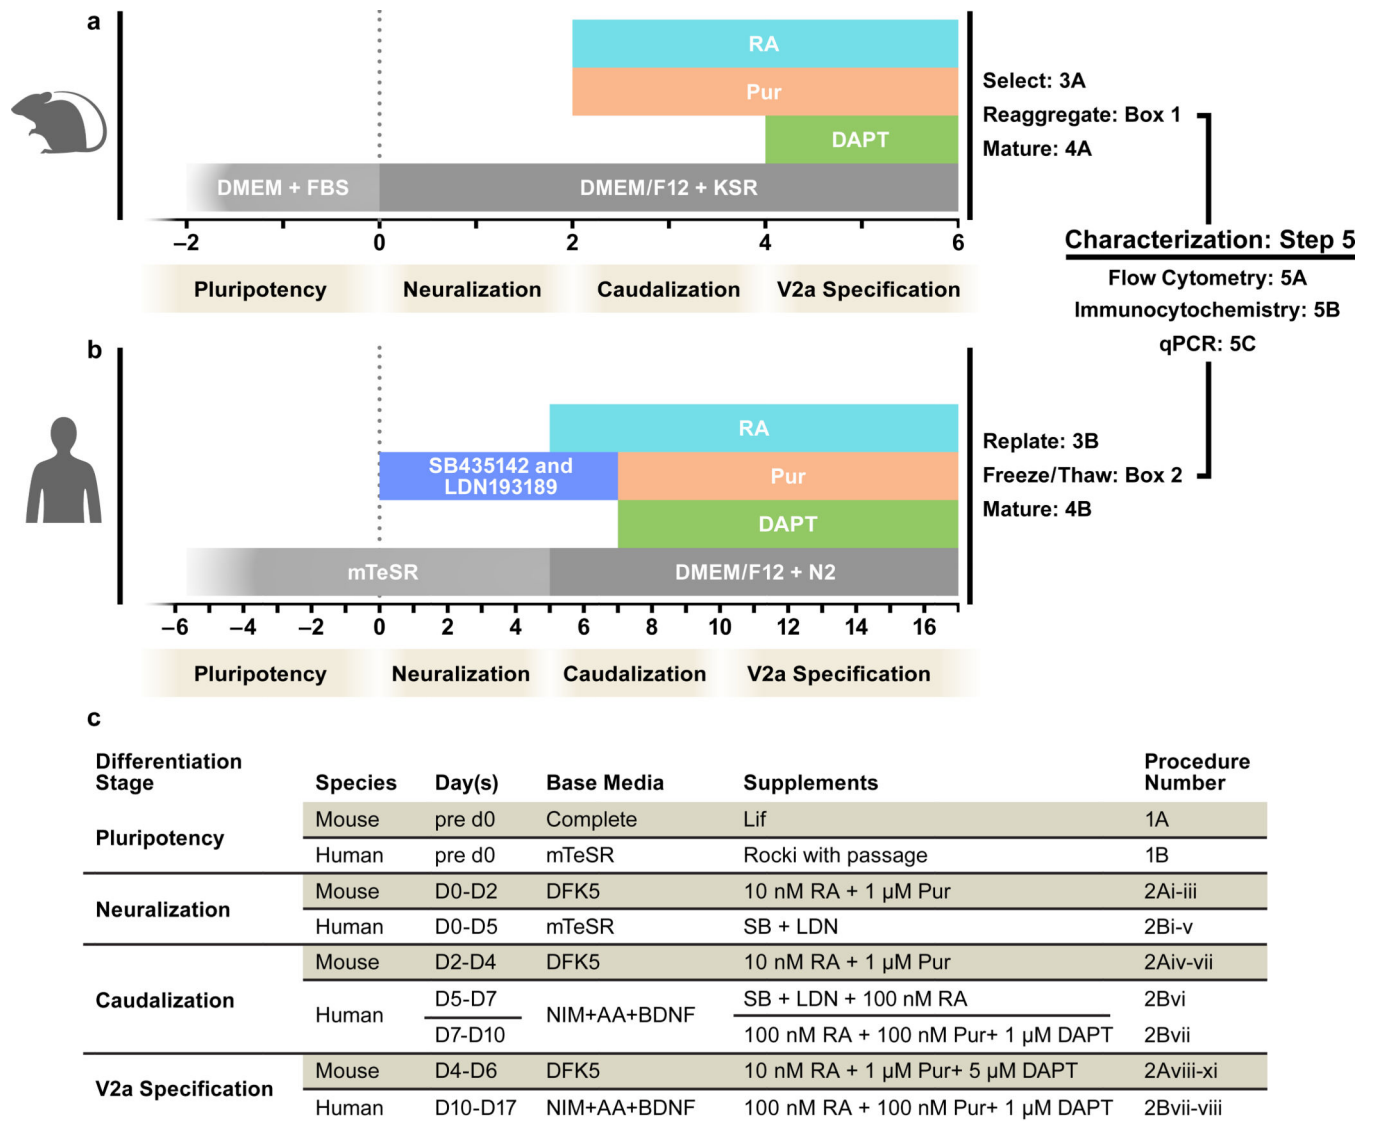 a
RA
Pur
DAPT
DMEM + FBS
DMEM/F12 + KSR
–2 0 2 4 6
Pluripotency Neuralization Caudalization V2a Specification
Select: 3A
Reaggregate: Box 1
Mature: 4A
Characterization: Step 5
Flow Cytometry: 5A
Immunocytochemistry: 5B
qPCR: 5C
b
RA
SB435142 and
LDN193189
Pur
DAPT
mTeSR
DMEM/F12 + N2
–6 –4 –2 0 2 4 6 8 10 12 14 16
Pluripotency Neuralization Caudalization V2a Specification
Replate: 3B
Freeze/Thaw: Box 2
Mature: 4B
c
Differentiation
Stage
Species
Day(s)
Base Media
Supplements
Procedure
Number
Pluripotency
Mouse pre d0 Complete Lif 1A
Human pre d0 mTeSR Rocki with passage 1B
Neuralization
Mouse D0-D2 DFK5 10 nM RA + 1 µM Pur 2Ai-iii
Human D0-D5 mTeSR SB + LDN 2Bi-v
Caudalization
Mouse D2-D4 DFK5 10 nM RA + 1 µM Pur 2Aiv-vii
Human
D5-D7
NIM+AA+BDNF
SB + LDN + 100 nM RA 2Bvi
D7-D10 100 nM RA + 100 nM Pur+ 1 µM DAPT 2Bvii
V2a Specification
Mouse D4-D6 DFK5 10 nM RA + 1 µM Pur+ 5 µM DAPT 2Aviii-xi
Human D10-D17 NIM+AA+BDNF 100 nM RA + 100 nM Pur+ 1 µM DAPT 2Bvii-viii